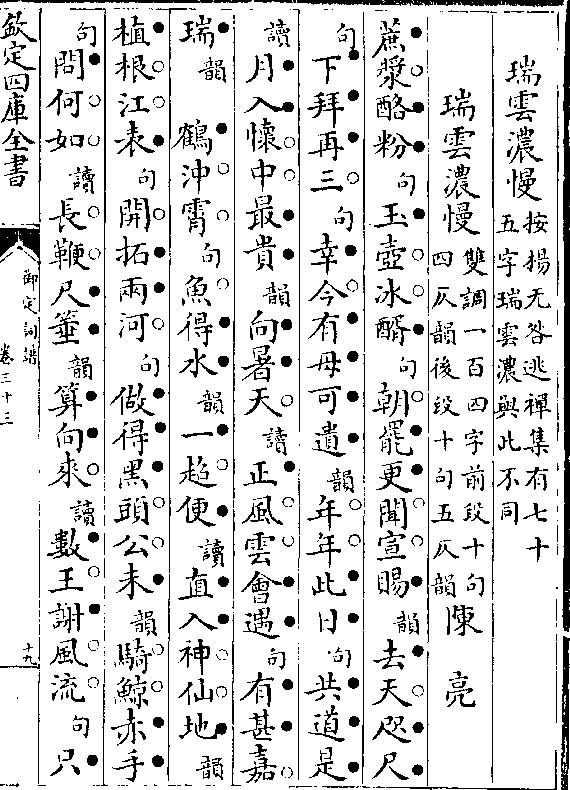 瑞雲濃慢按揚无咎逃禪集有七十
五字瑞雲濃與此不同
瑞雲濃慢雙調一百四字前段十句
四仄韻後段十句五仄韻陳亮
蔗漿酪粉句玉壺冰醑句朝罷更聞宣賜韻去天咫尺
句下拜再三句幸今有母可遺韻年年此日句共道是
讀月入懷中最貴韻向暑天讀正風雲會遇句有甚嘉
瑞韻鶴沖霄句魚得水韻一超便讀直入神仙地韻
植根江表句開拓兩河句做得黑頭公未韻騎鯨赤手
句問何如讀長鞭尺箠韻算向來讀數王謝風流句只
欽定四庫全書
御定詞譜
卷三十三
十九